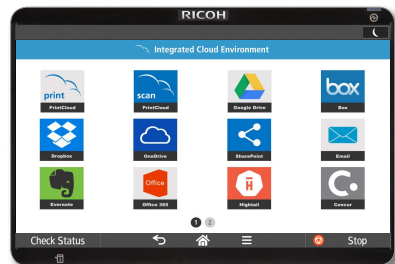 RICOH
Integrated Cloud Environment
print
scan
box
PrintCloud
PrintCloud
Google Drive
Box
Dropbox
OneDrive
SharePoint
Email
Office
H
C.
Evernote
Office 365
Hightail
Concur
1 2
Check Status
Stop